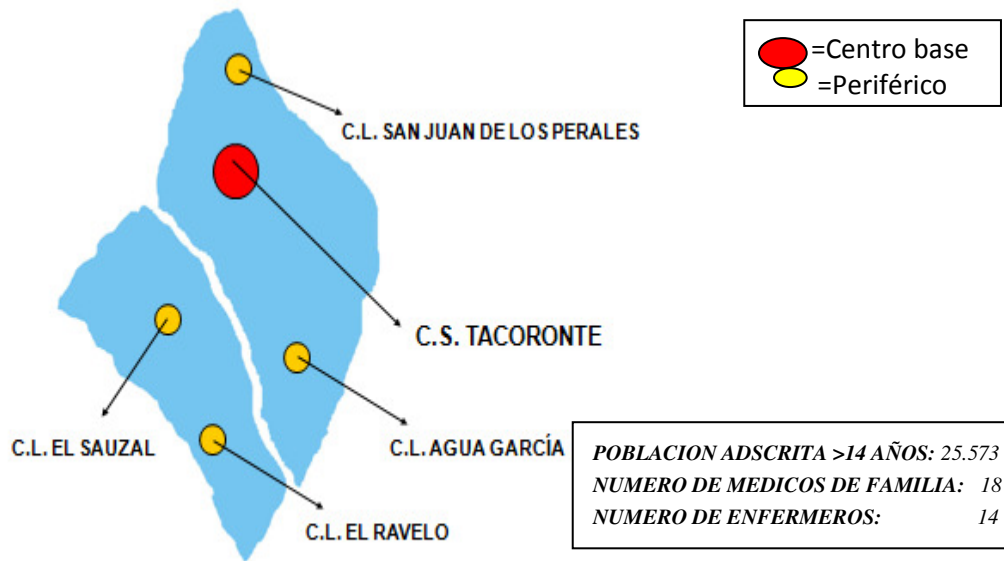 =Centro base
=Periférico
C.L. SAN JUAN DE LOS PERALES
C.S. TACORONTE
C.L. EL SAUZAL
C.L. AGUA GARCÍA
C.L. EL RAVELO
POBLACION ADSCRITA >14 AÑOS: 25.573
NUMERO DE MEDICOS DE FAMILIA: 18
NUMERO DE ENFERMEROS: 14